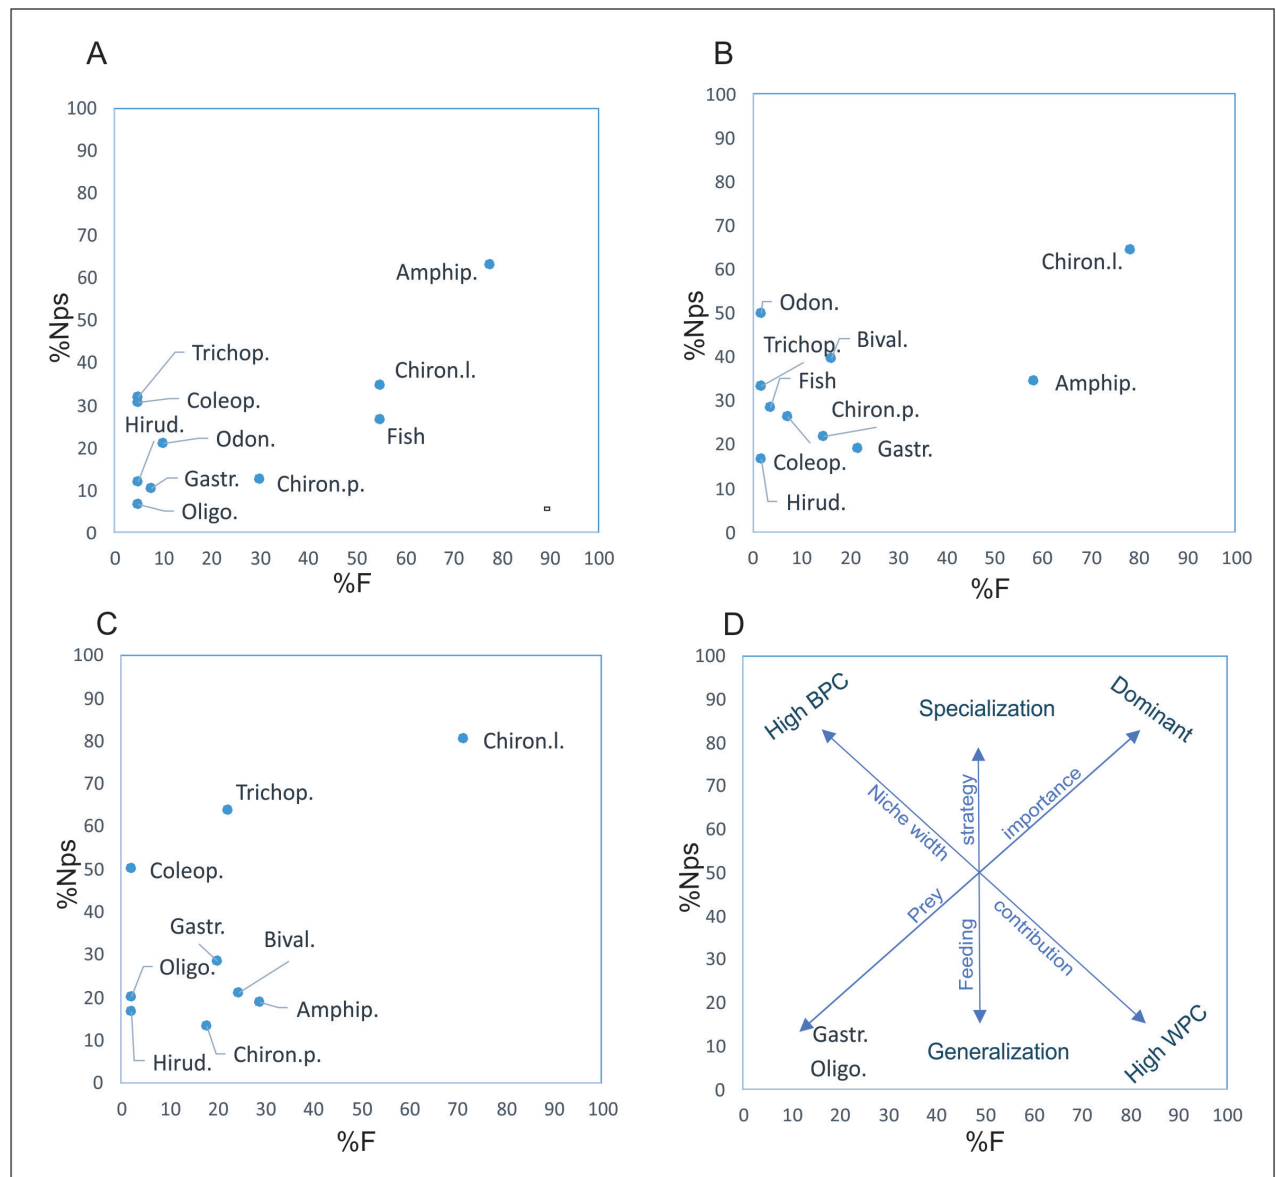 A
100
90
80
70
60
50
40
30
20
10
0
%Nps
Amphip.
Trichop.
Chiron.l.
Coleop.
Hirud.
Odon.
Fish
Gastr.
Chiron.p.
Oligo.
0 10 20 30 40 50 60 70 80 90 100
%F
B
100
90
80
70
60
50
40
30
20
10
0
%Nps
Chiron.l.
Odon.
Trichop.
Bival.
Fish
Amphip.
Chiron.p.
Gastr.
Coleop.
Hirud.
0 10 20 30 40 50 60 70 80 90 100
%F
C
100
90
80
70
60
50
40
30
20
10
0
%Nps
Chiron.l.
Trichop.
Coleop.
Gastr.
Bival.
Oligo.
Amphip.
Chiron.p.
Hirud.
0 10 20 30 40 50 60 70 80 90 100
%F
D
100
90
80
70
60
50
40
30
20
10
0
%Nps
High BPC
Specialization
Dominant
Niche width
strategy
importance
Prey
Feeding
contribution
Gastr.
Oligo.
Generalization
High WPC
0 10 20 30 40 50 60 70 80 90 100
%F